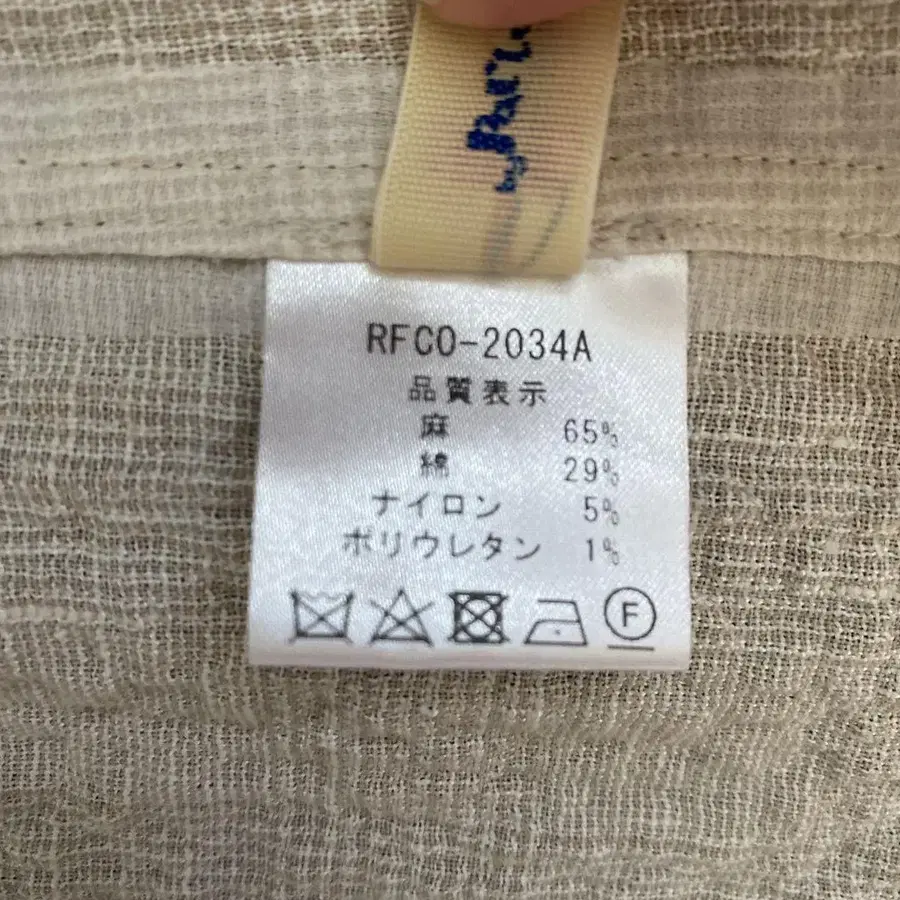 by
RFCO-2034A
品質表示
麻 65%
綿 29%
ナイロン 5%
ポリウレタン 1%
F